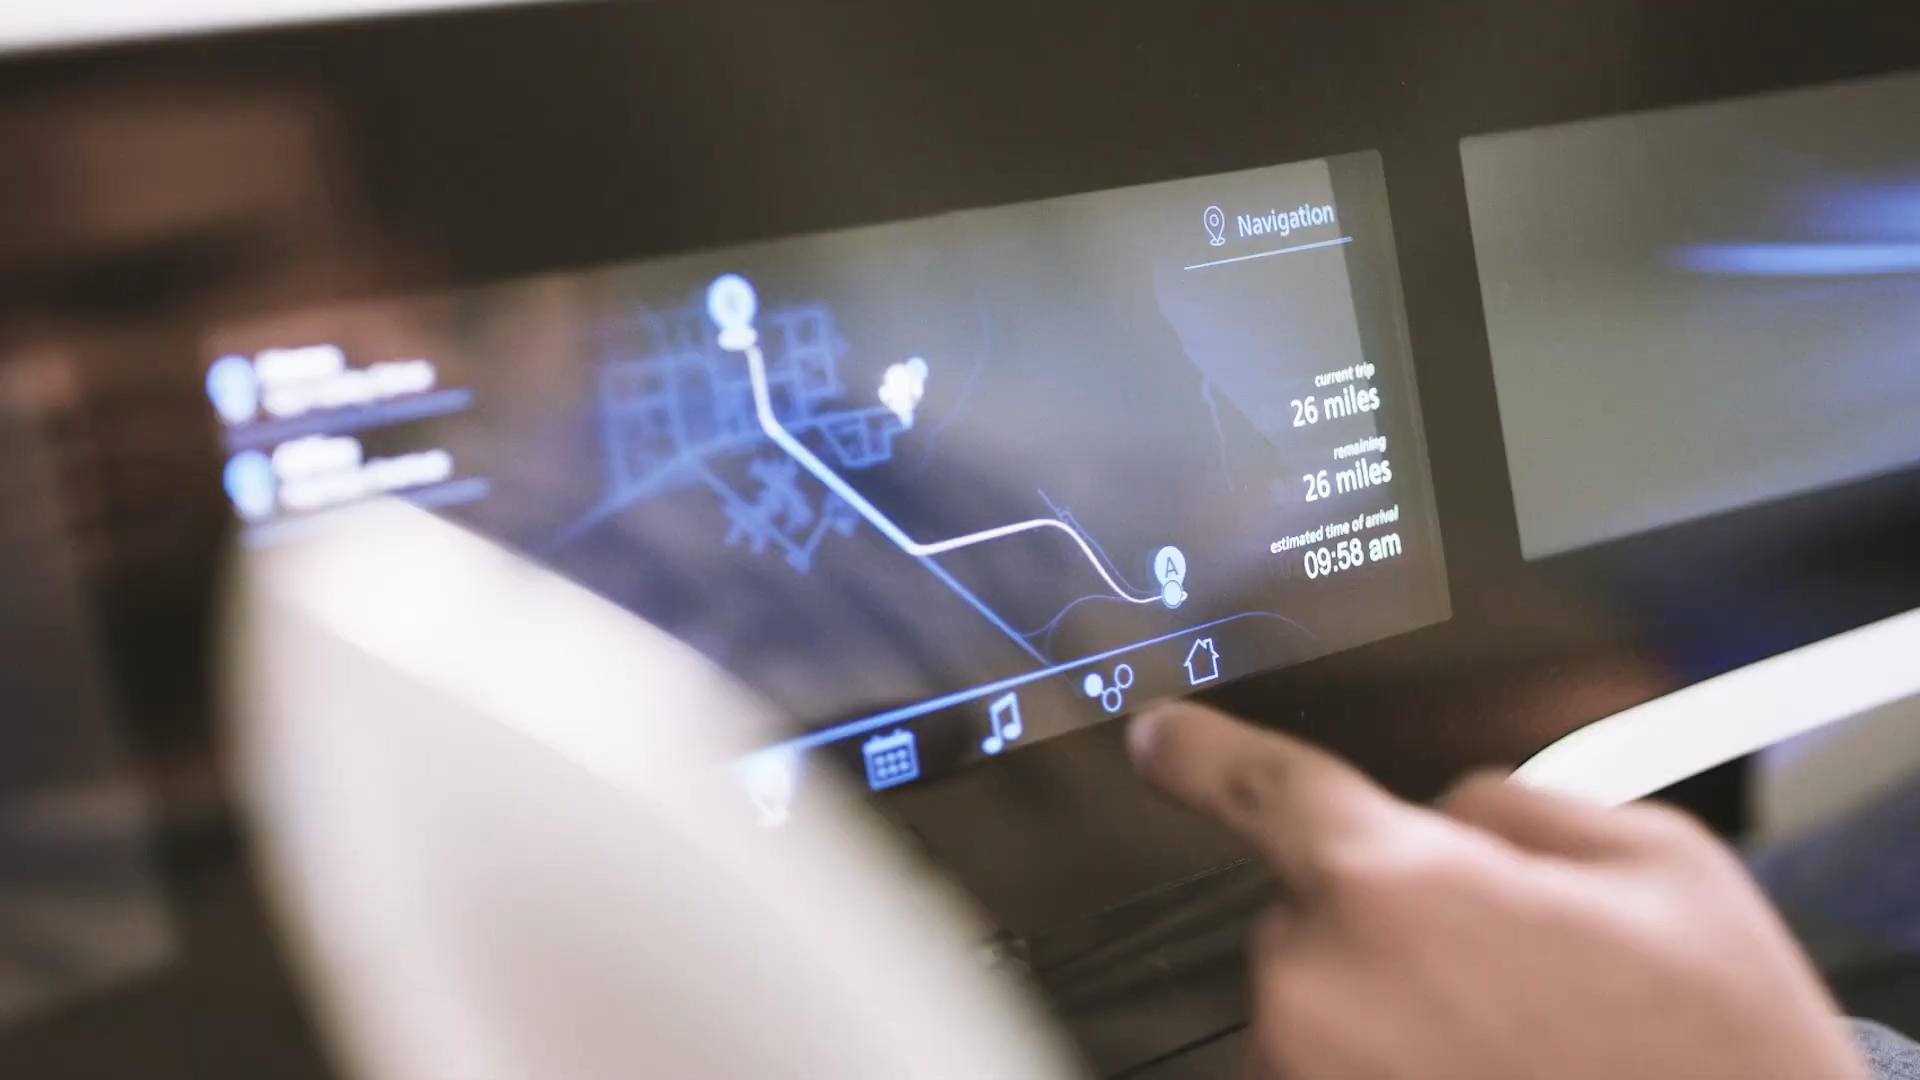 Navigation
current trip
26 miles
remaining
26 miles
estimated time of arrival
09:58 am
A